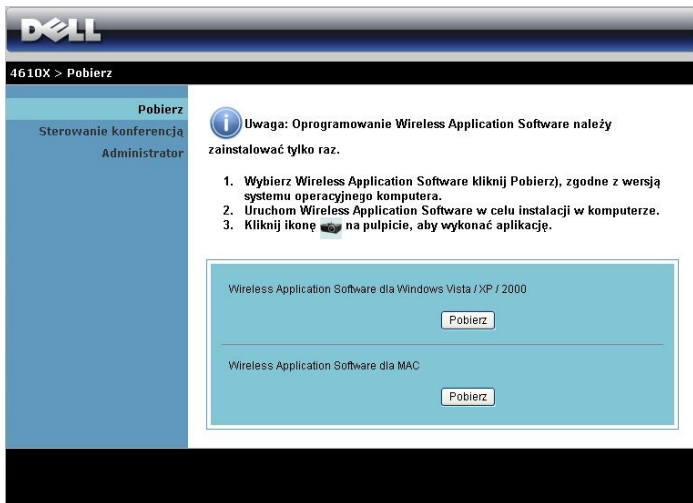 DELL
4610X > Pobierz
Pobierz
Sterowanie konferencją
Administrator
Uwaga: Oprogramowanie Wireless Application Software należy
zainstalować tylko raz.
1. Wybierz Wireless Application Software kliknij Pobierz), zgodne z wersją
systemu operacyjnego komputera.
2. Uruchom Wireless Application Software w celu instalacji w komputerze.
3. Kliknij ikonę na pulpicie, aby wykonać aplikację.
Wireless Application Software dla Windows Vista / XP / 2000
Pobierz
Wireless Application Software dla MAC
Pobierz